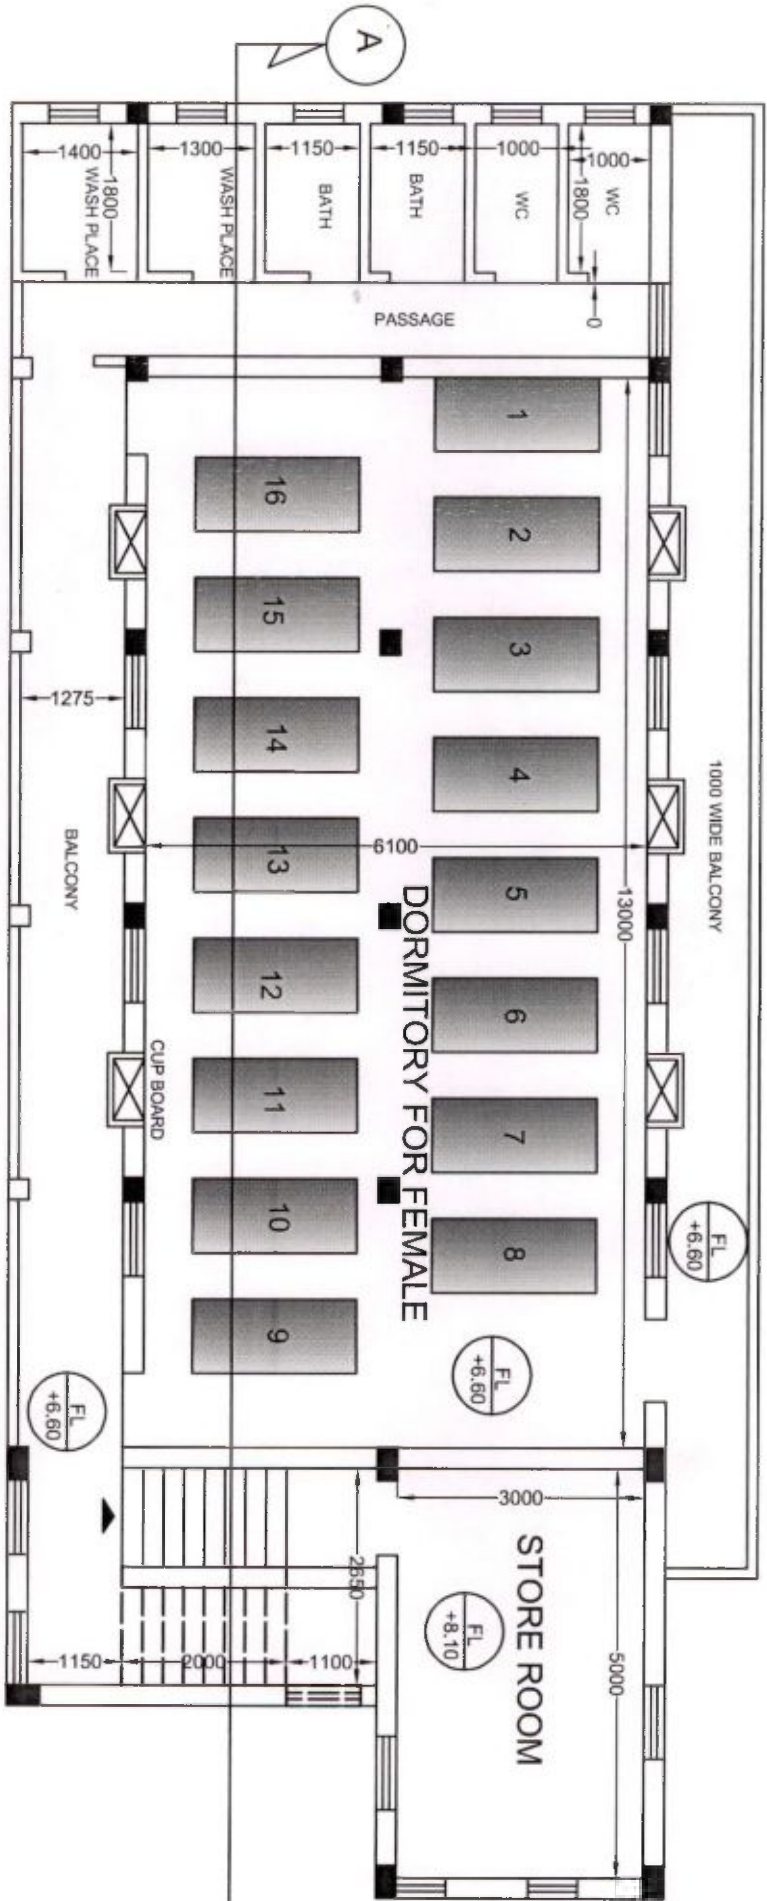 A
1400
1800
WASH PLACE
1300
WASH PLACE
1150
BATH
1150
BATH
1000
WC
1000
1800
WC
PASSAGE
0
1
2
3
4
5
6
7
8
16
15
14
13
12
11
10
9
13000
6100
DORMITORY FOR FEMALE
1000 WIDE BALCONY
1275
BALCONY
CUP BOARD
FL
+6.60
FL
+6.60
FL
+6.60
3000
STORE ROOM
5000
FL
+8.10
2650
1150
2000
1100